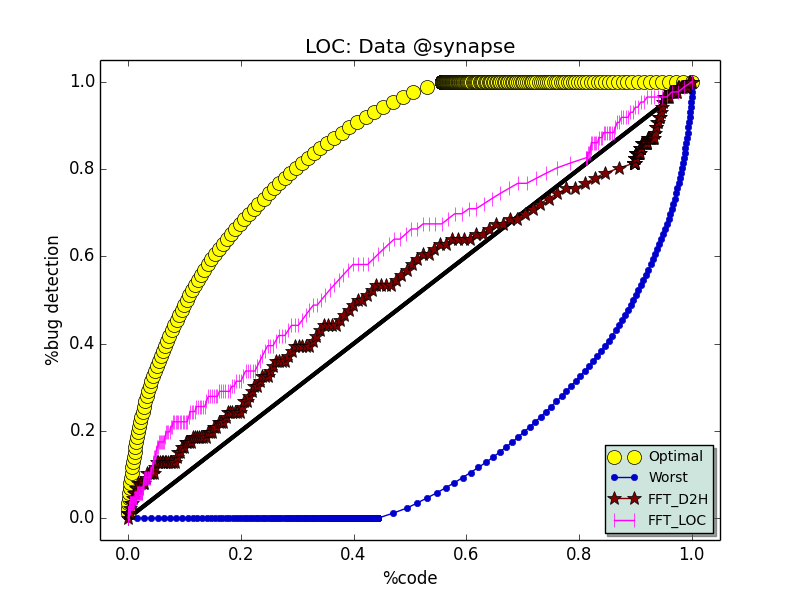 LOC: Data @synapse
1.0
0.8
0.6
0.4
0.2
0.0
%bug detection
0.0 0.2 0.4 0.6 0.8 1.0
%code
Optimal
Worst
FFT_D2H
FFT_LOC